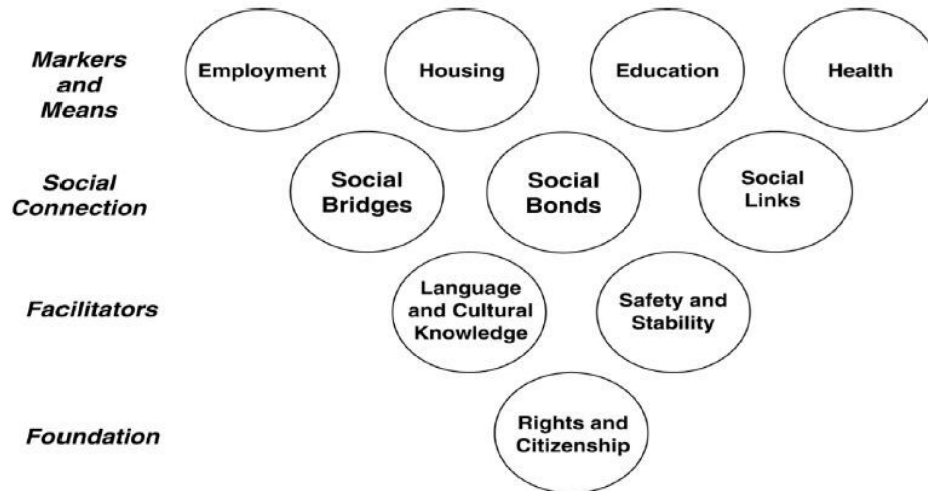 Markers
and
Means
Employment
Housing
Education
Health
Social
Connection
Social
Bridges
Social
Bonds
Social
Links
Facilitators
Language
and Cultural
Knowledge
Safety and
Stability
Foundation
Rights and
Citizenship